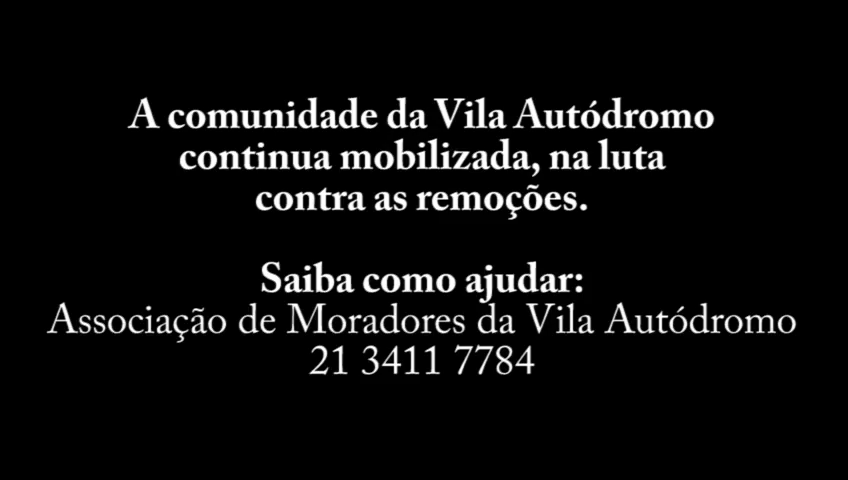 A comunidade da Vila Autódromo
continua mobilizada, na luta
contra as remoções.
Saiba como ajudar:
Associação de Moradores da Vila Autódromo
21 3411 7784